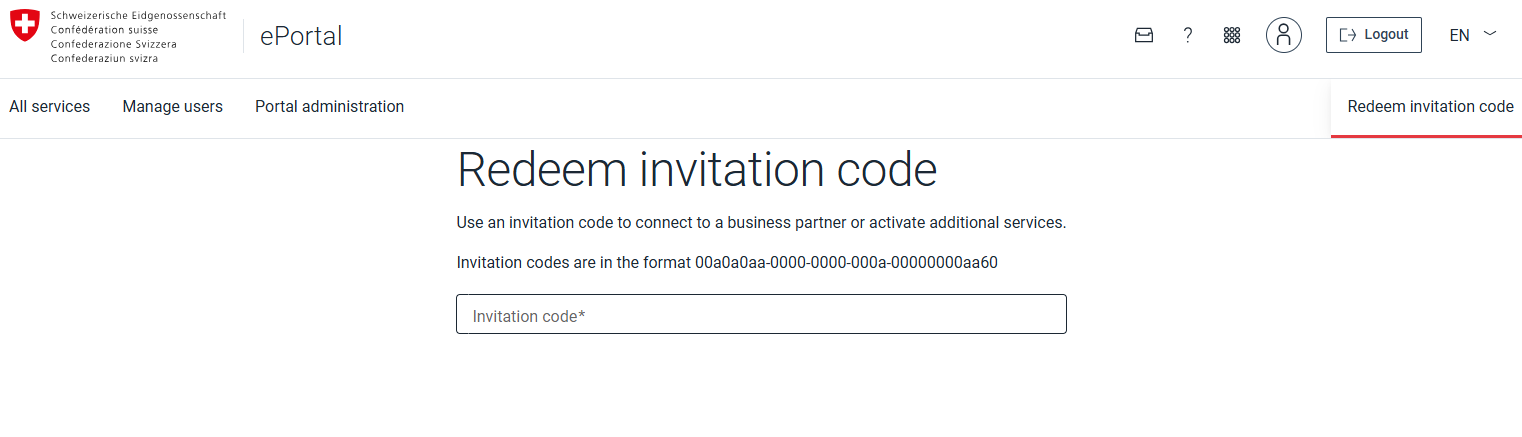 Schweizerische Eidgenossenschaft
Confédération suisse
Confederazione Svizzera
Confederaziun svizra
ePortal
?
Logout
EN
All services
Manage users
Portal administration
Redeem invitation code
Redeem invitation code
Use an invitation code to connect to a business partner or activate additional services.
Invitation codes are in the format 00a0a0aa-0000-0000-000a-00000000aa60
Invitation code*